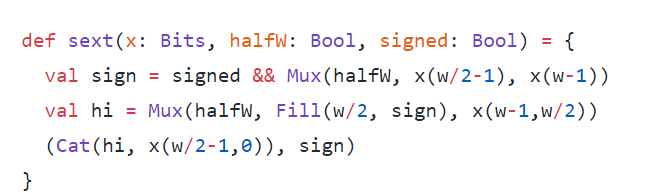 def sext(x: Bits, halfW: Bool, signed: Bool) = {
  val sign = signed && Mux(halfW, x(w/2-1), x(w-1))
  val hi = Mux(halfW, Fill(w/2, sign), x(w-1,w/2))
  (Cat(hi, x(w/2-1,0)), sign)
}